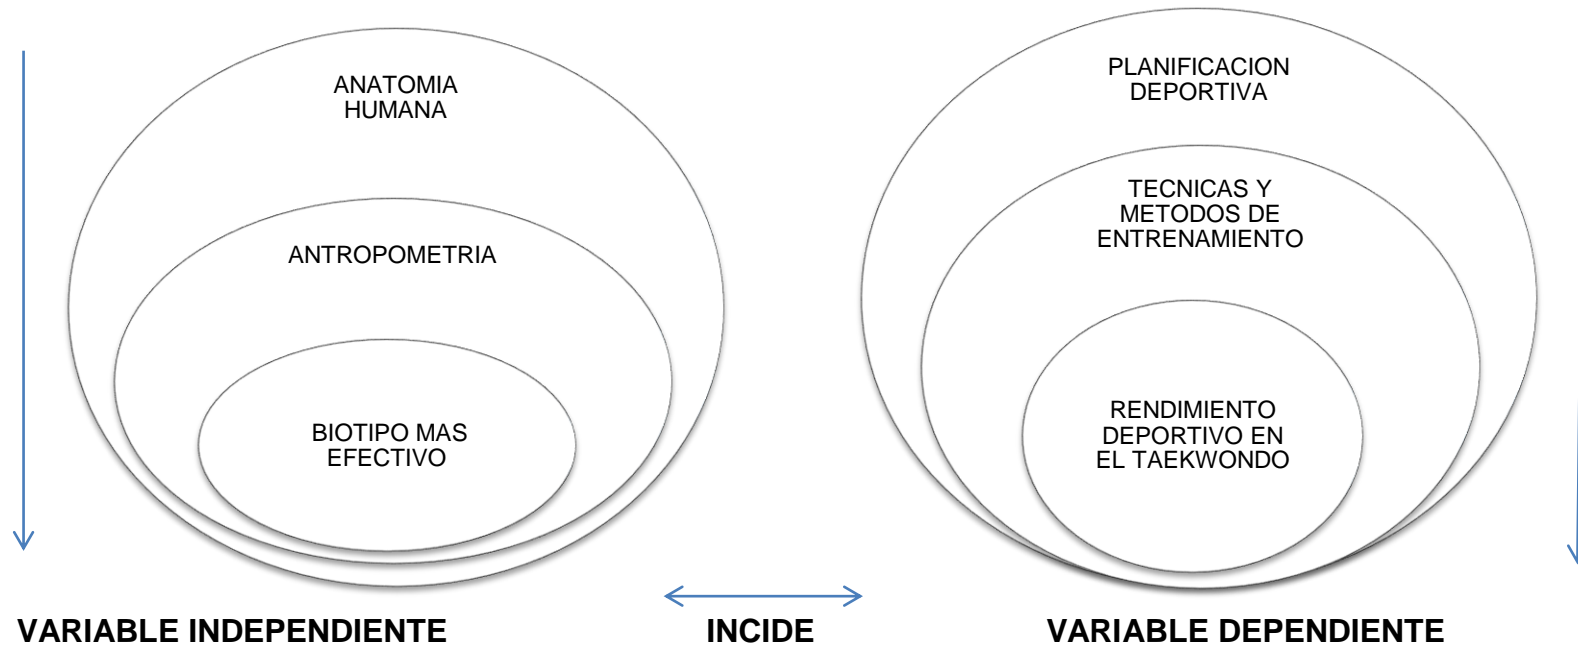 ANATOMIA
HUMANA
ANTROPOMETRIA
BIOTIPO MAS
EFECTIVO
PLANIFICACION
DEPORTIVA
TECNICAS Y
METODOS DE
ENTRENAMIENTO
RENDIMIENTO
DEPORTIVO EN
EL TAEKWONDO
VARIABLE INDEPENDIENTE
INCIDE
VARIABLE DEPENDIENTE